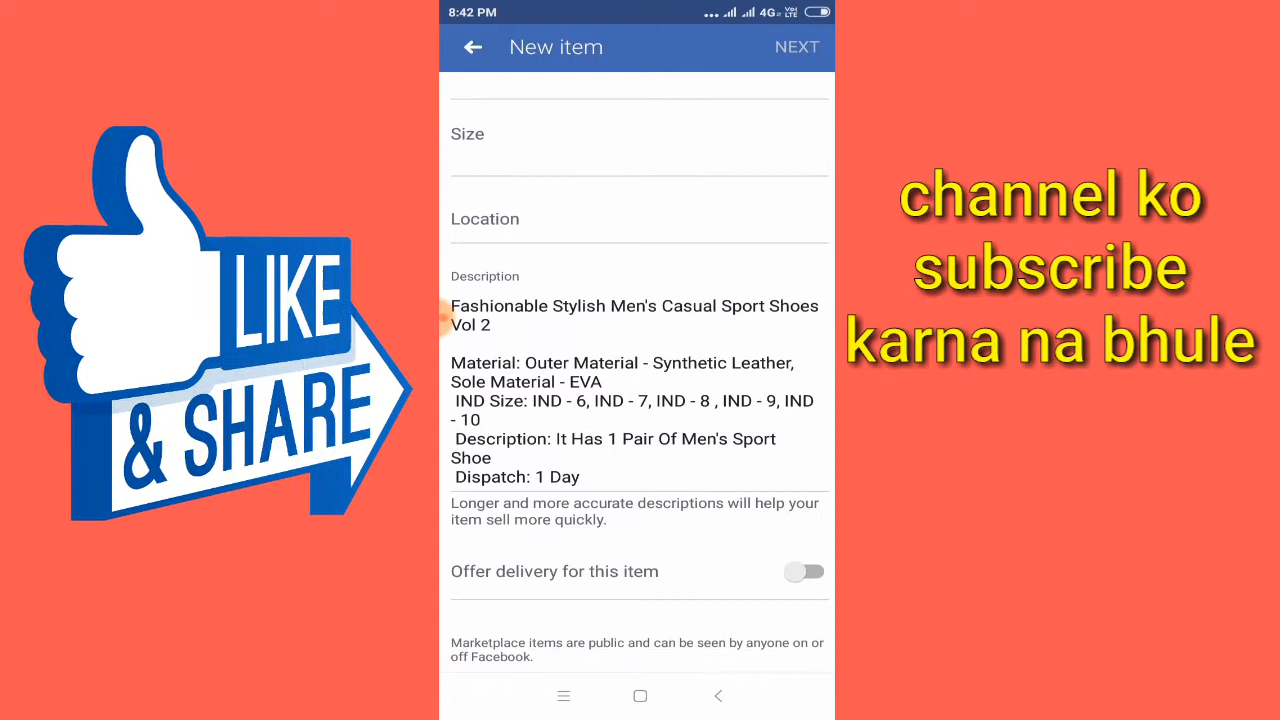 8:42 PM
4G
Vo)
LTE
New item
NEXT
Size
Location
Description
Fashionable Stylish Men's Casual Sport Shoes
Vol 2
Material: Outer Material - Synthetic Leather,
Sole Material - EVA
IND Size: IND - 6, IND - 7, IND - 8 , IND - 9, IND
- 10
Description: It Has 1 Pair Of Men's Sport
Shoe
Dispatch: 1 Day
Longer and more accurate descriptions will help your
item sell more quickly.
Offer delivery for this item
Marketplace items are public and can be seen by anyone on or
off Facebook.
LIKE
& SHARE
channel ko
subscribe
karna na bhule